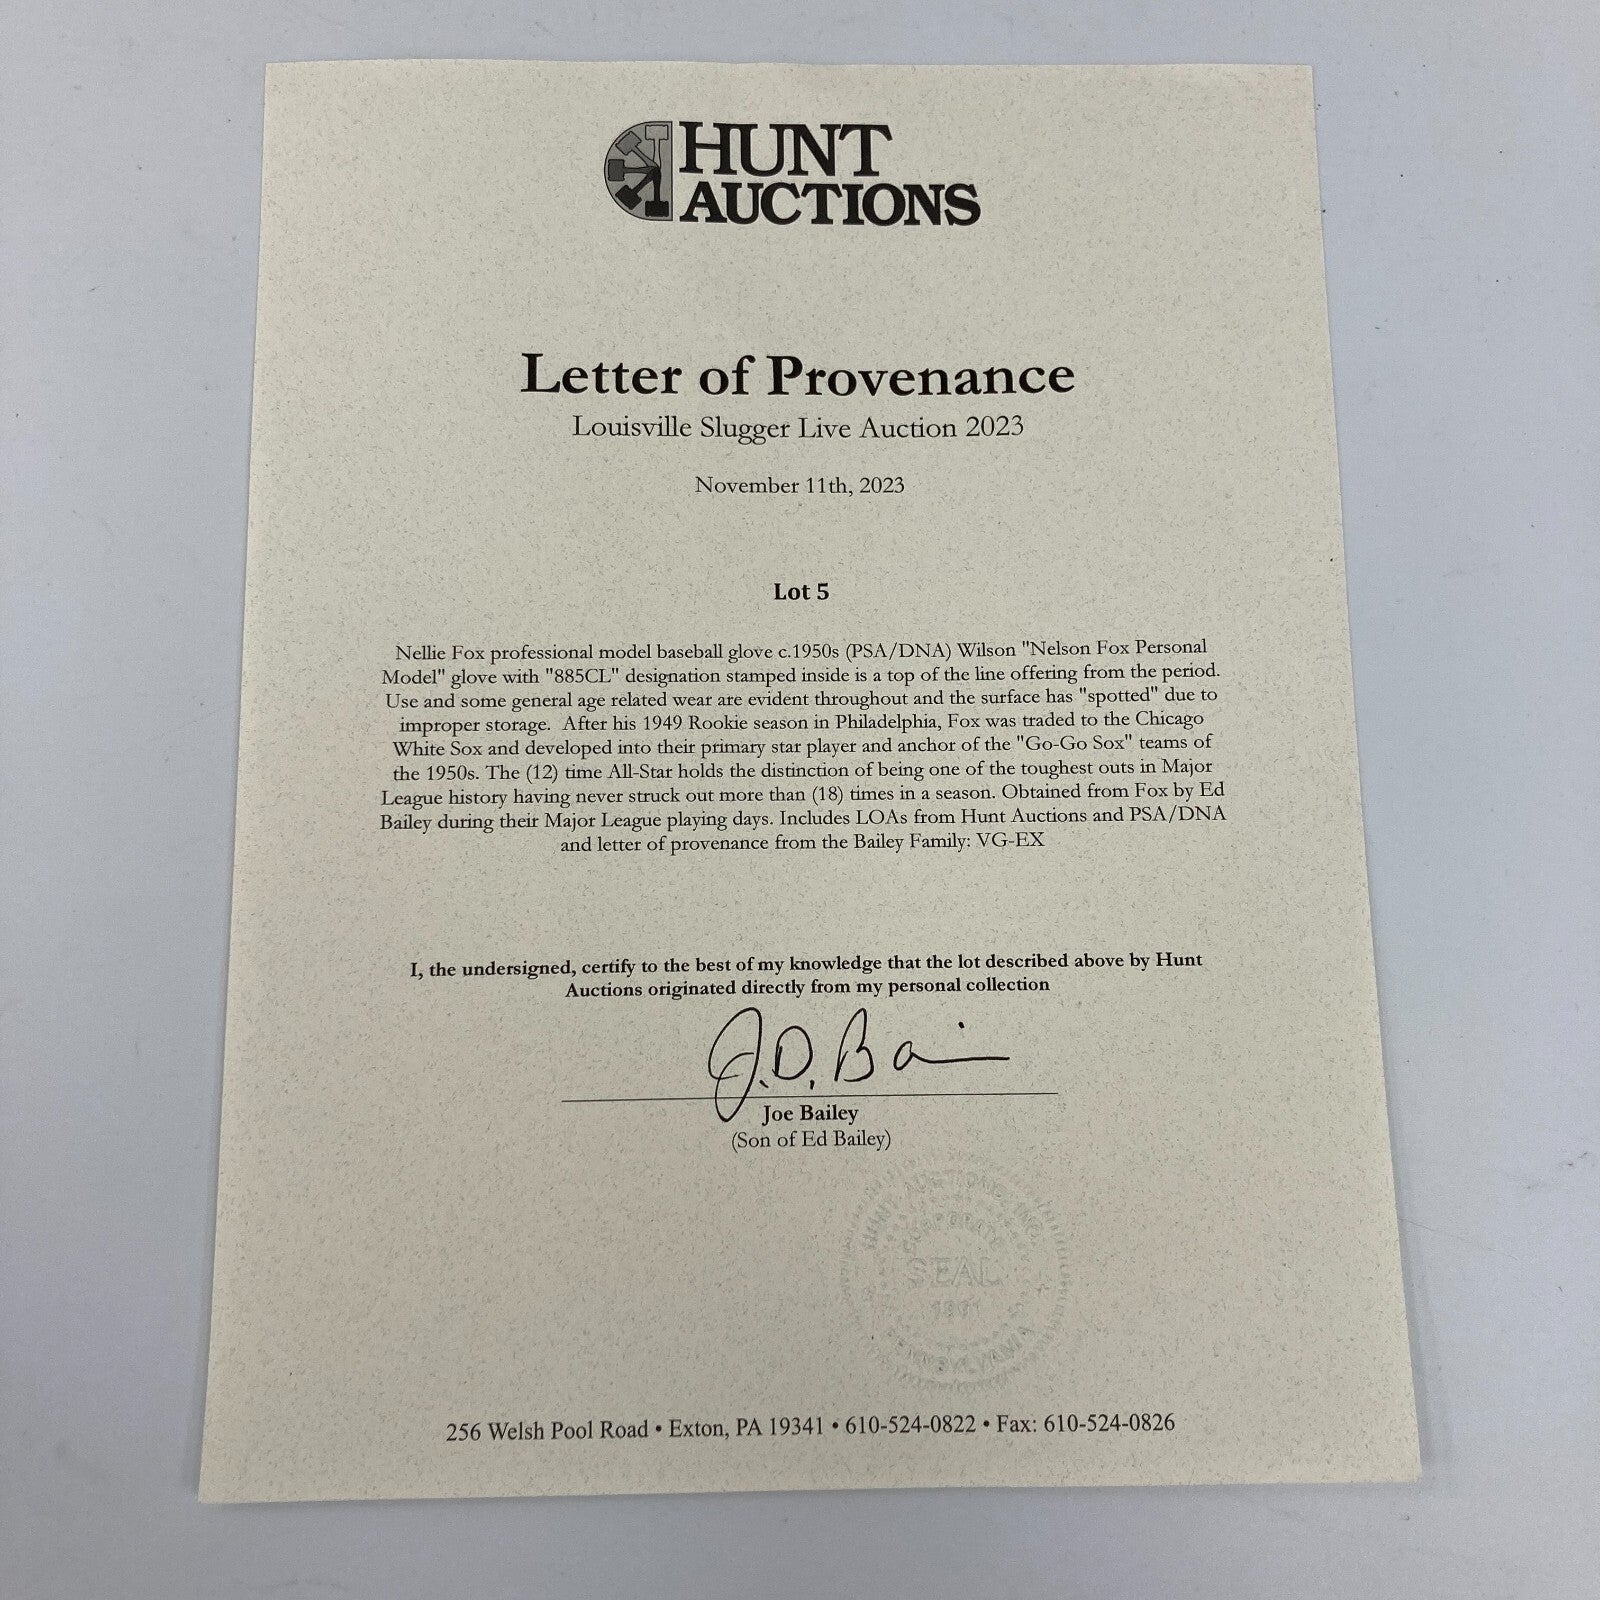 HUNT
AUCTIONS
Letter of Provenance
Louisville Slugger Live Auction 2023
November 11th, 2023
Lot 5
Nellie Fox professional model baseball glove c.1950s (PSA/DNA) Wilson "Nelson Fox Personal
Model" glove with "885CL" designation stamped inside is a top of the line offering from the period.
Use and some general age related wear are evident throughout and the surface has "spotted" due to
improper storage.  After his 1949 Rookie season in Philadelphia, Fox was traded to the Chicago
White Sox and developed into their primary star player and anchor of the "Go-Go Sox" teams of
the 1950s. The (12) time All-Star holds the distinction of being one of the toughest outs in Major
League history having never struck out more than (18) times in a season. Obtained from Fox by Ed
Bailey during their Major League playing days. Includes LOAs from Hunt Auctions and PSA/DNA
and letter of provenance from the Bailey Family: VG-EX
I, the undersigned, certify to the best of my knowledge that the lot described above by Hunt
Auctions originated directly from my personal collection
J.D. Bai
Joe Bailey
(Son of Ed Bailey)
HUNT AUCTIONS, INC.
CORPORATE
SEAL
1991
PENNSYLVANIA
256 Welsh Pool Road • Exton, PA 19341 • 610-524-0822 • Fax: 610-524-0826